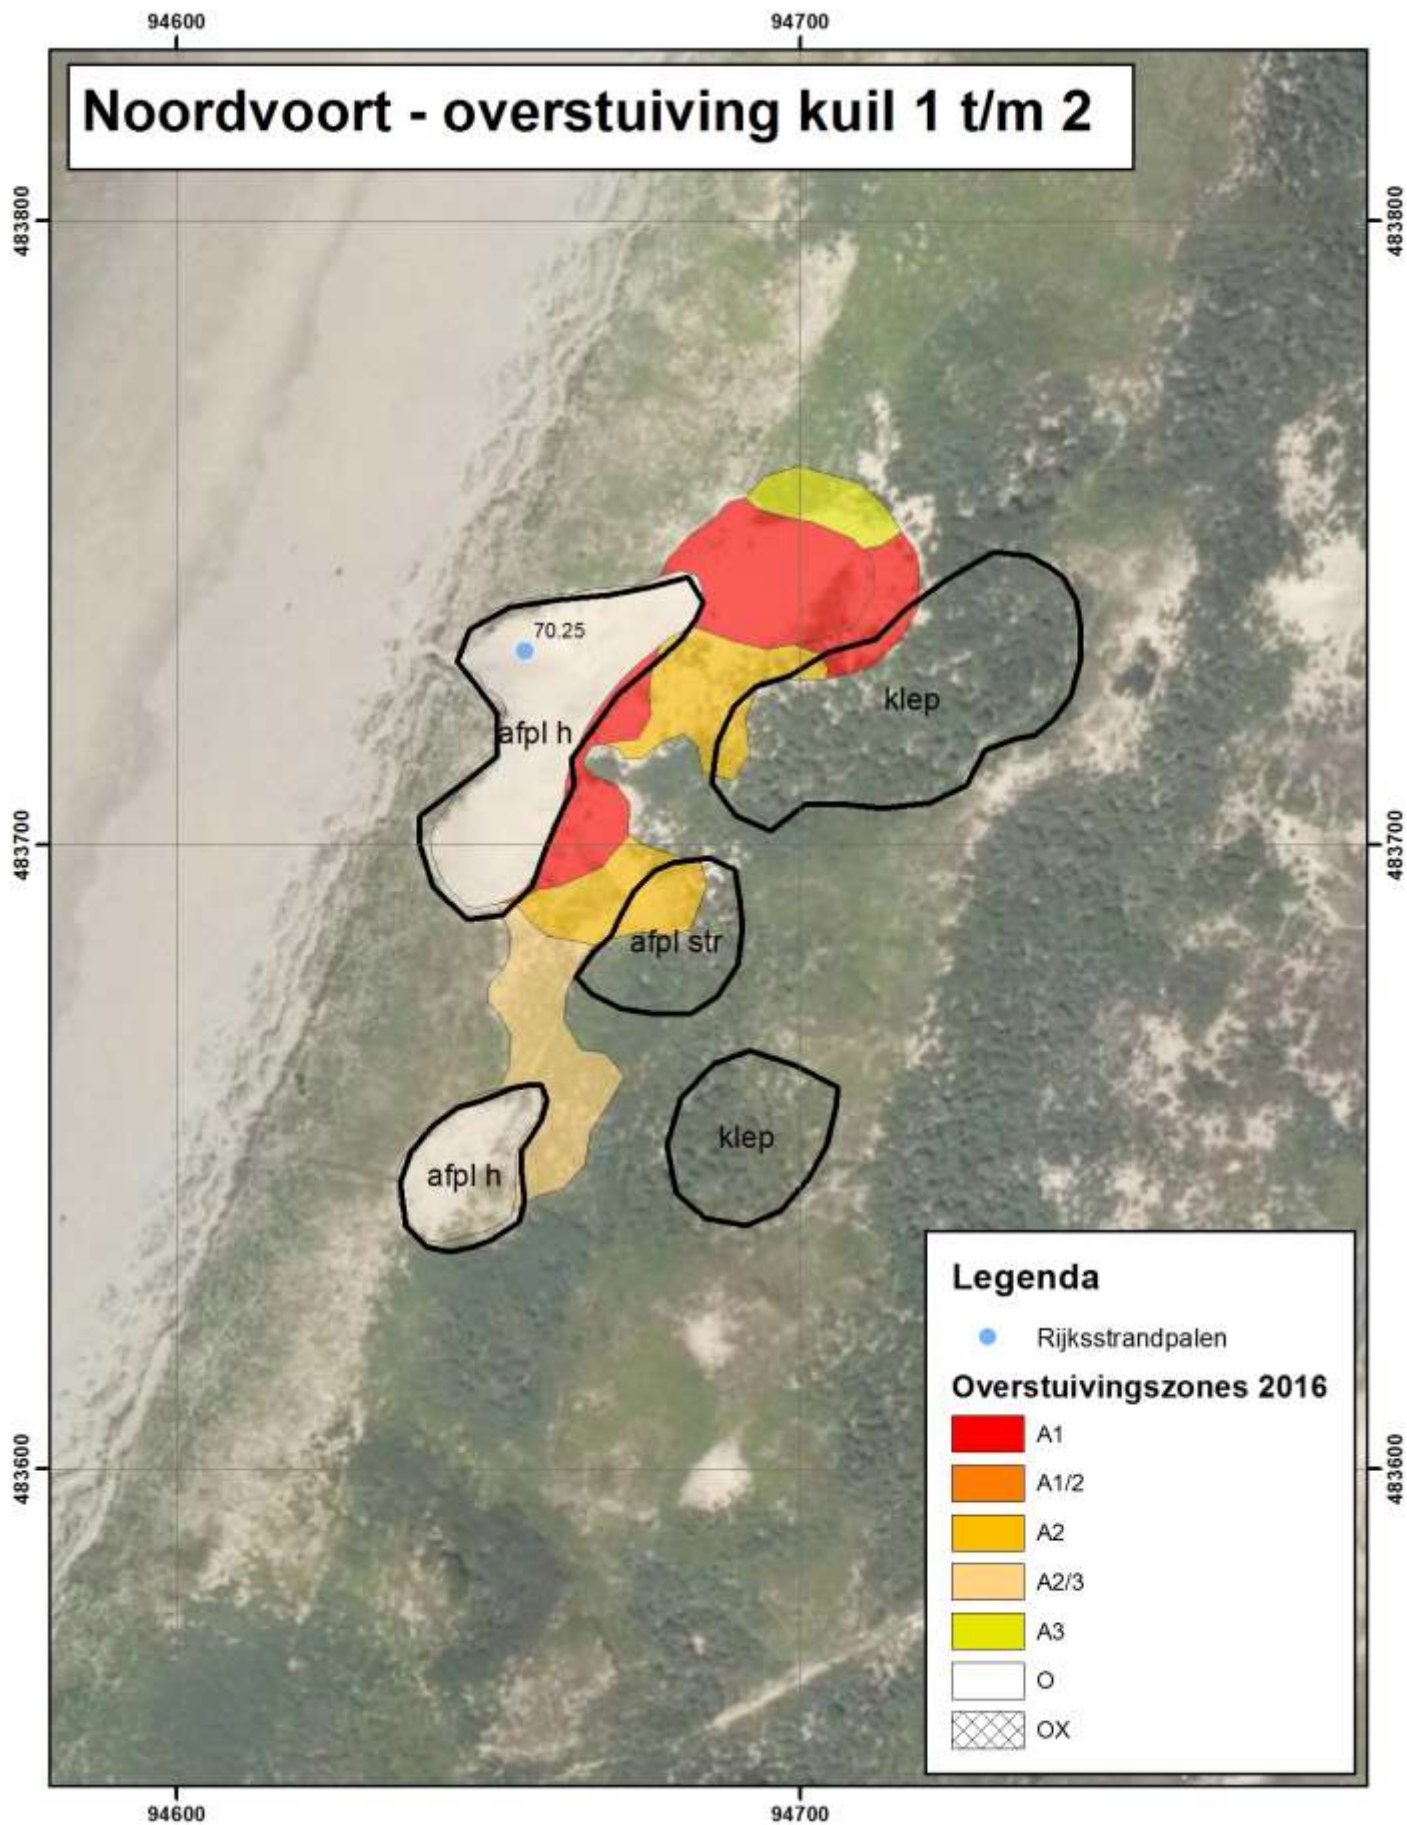 94600
94700
Noordvoort - overstuiving kuil 1 t/m 2
483800
483800
70.25
klep
afpl h
483700
483700
afpl str
klep
afpl h
Legenda
Rijksstrandpalen
Overstuivingszones 2016
A1
A1/2
A2
A2/3
A3
O
OX
483600
483600
94600
94700